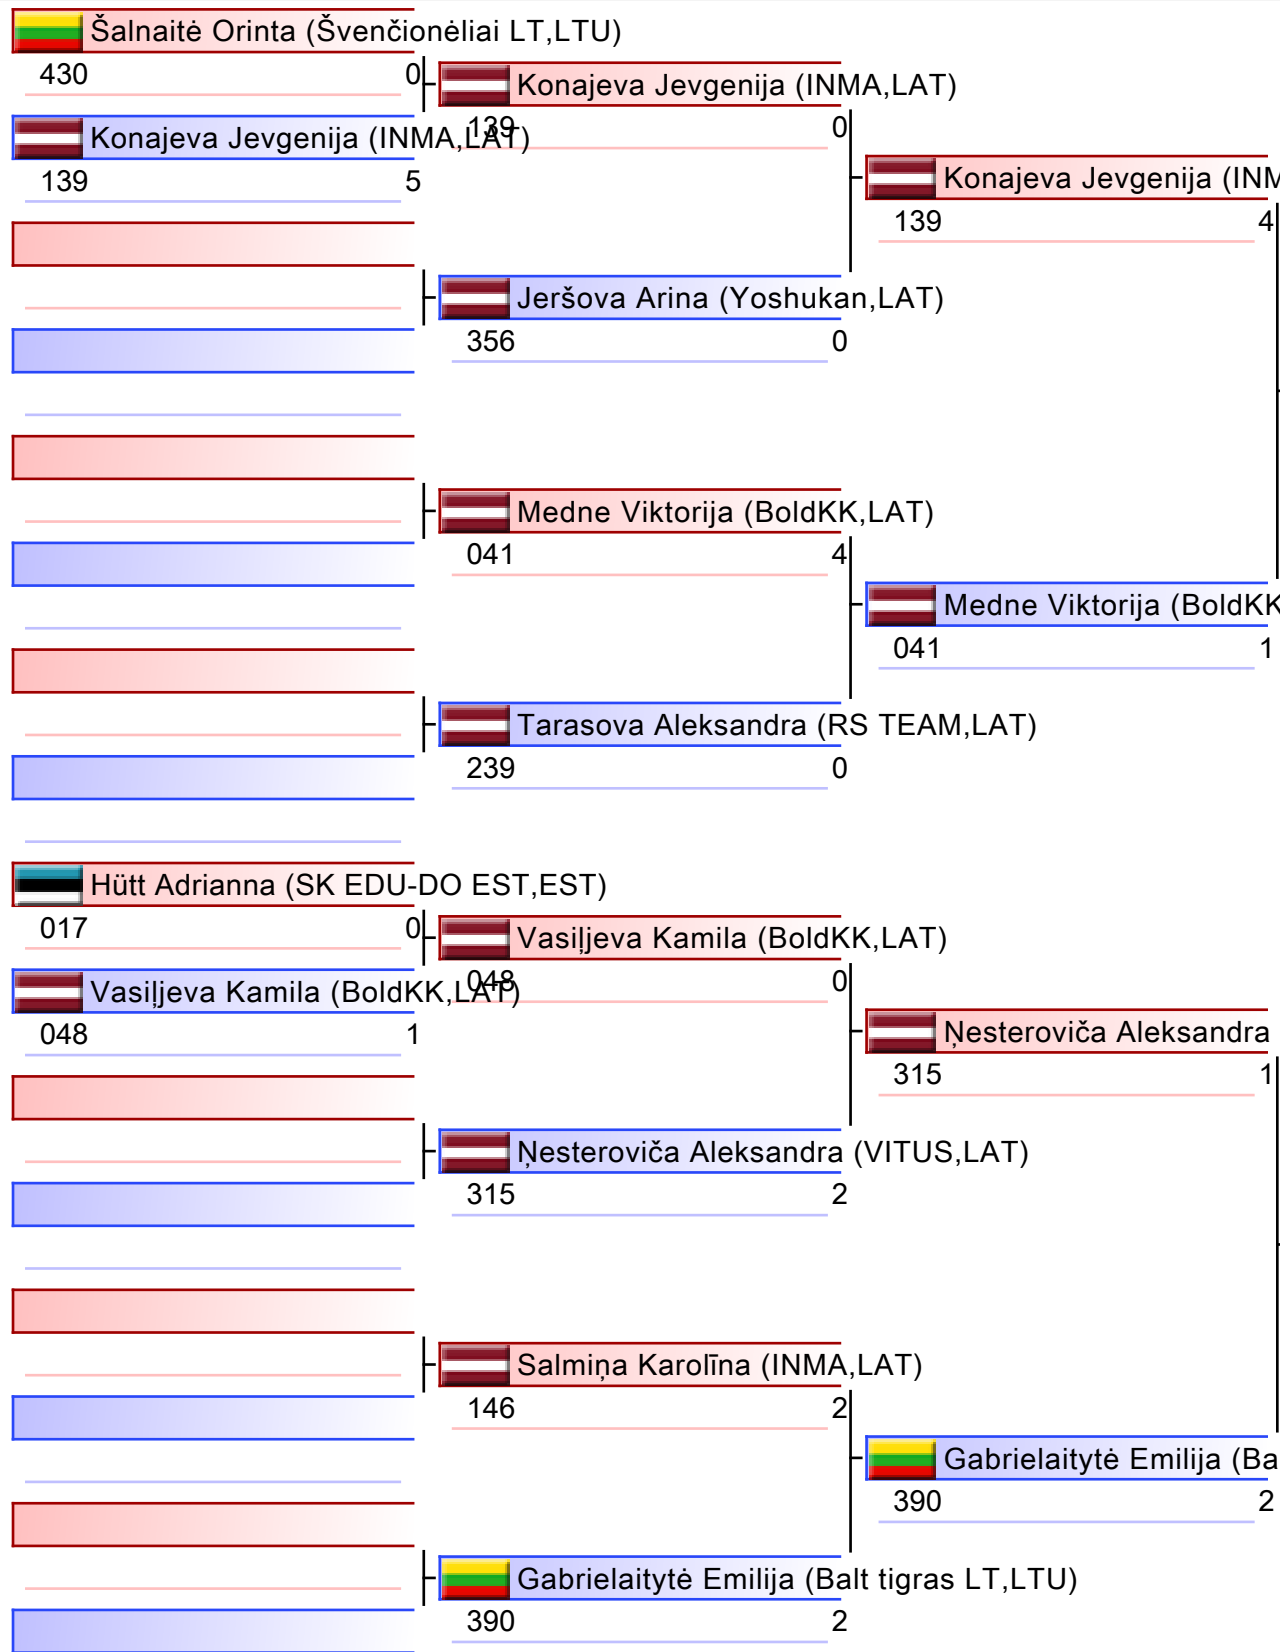 Šalnaitė Orinta (Švenčionėliai LT,LTU)
430 0
Konajeva Jevgenija (INMA,LAT)
139 5
Konajeva Jevgenija (INMA,LAT)
139 0
Jeršova Arina (Yoshukan,LAT)
356 0
Medne Viktorija (BoldKK,LAT)
041 4
Tarasova Aleksandra (RS TEAM,LAT)
239 0
Konajeva Jevgenija (INM
139 4
Medne Viktorija (BoldKK
041 1
Hütt Adrianna (SK EDU-DO EST,EST)
017 0
Vasiļjeva Kamila (BoldKK,LAT)
048 1
Vasiļjeva Kamila (BoldKK,LAT)
048 0
Ņesteroviča Aleksandra (VITUS,LAT)
315 2
Salmiņa Karolīna (INMA,LAT)
146 2
Gabrielaitytė Emilija (Balt tigras LT,LTU)
390 2
Ņesteroviča Aleksandra
315 1
Gabrielaitytė Emilija (Ba
390 2